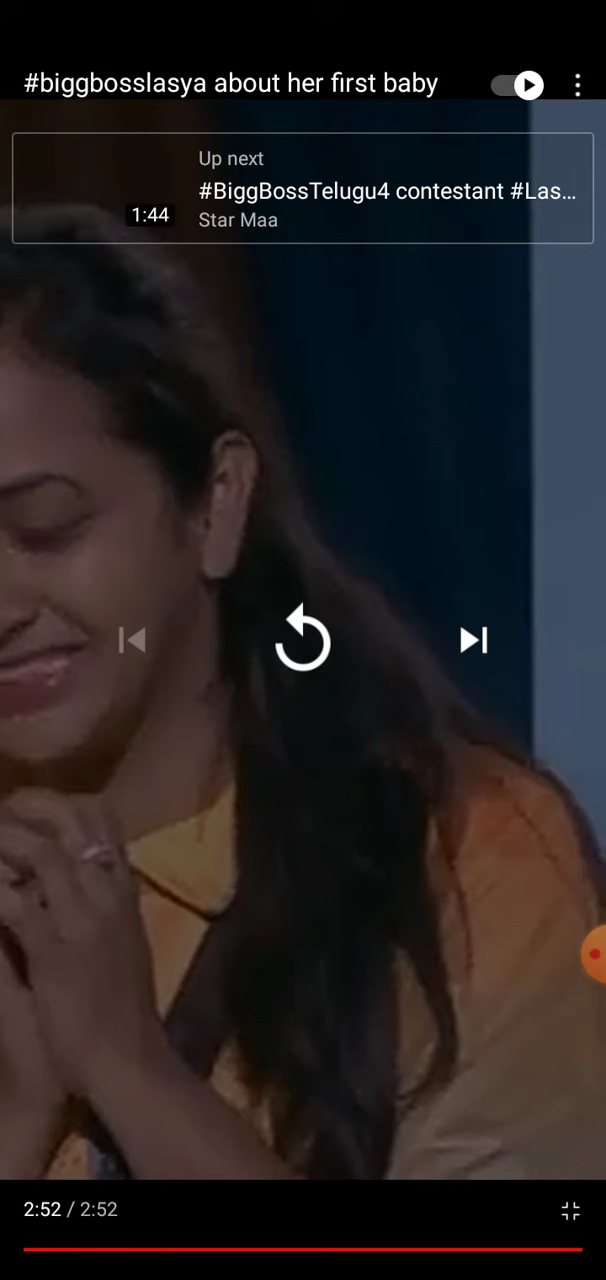 #biggbosslasya about her first baby
Up next
#BiggBossTelugu4 contestant #Las...
1:44
Star Maa
2:52 / 2:52